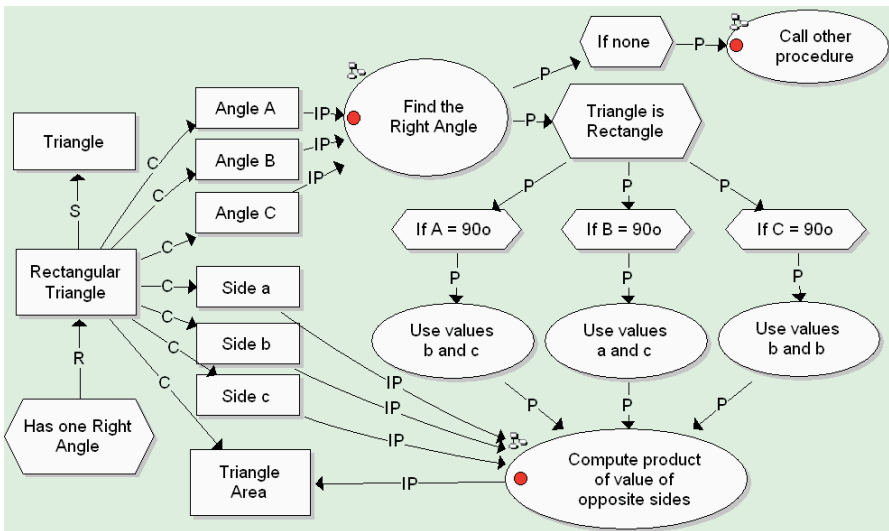 If none
Call other
procedure
P
P
Angle A
IP
Find the
Right Angle
P
Triangle is
Rectangle
Triangle
C
Angle B
IP
C
IP
P
P
P
S
Angle C
C
If A = 90o
If B = 90o
If C = 90o
Rectangular
Triangle
C
Side a
P
P
P
C
Side b
Use values
b and c
Use values
a and c
Use values
b and b
R
C
C
Side c
IP
IP
IP
P
P
P
Has one Right
Angle
Triangle
Area
IP
Compute product
of value of
opposite sides